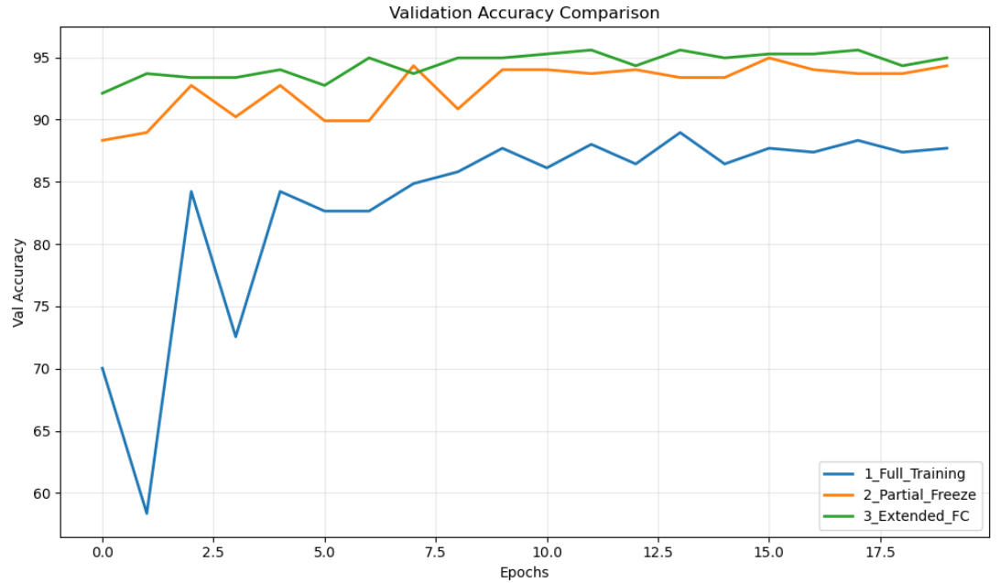 Validation Accuracy Comparison
Val Accuracy
95
90
85
80
75
70
65
60
1_Full_Training
2_Partial_Freeze
3_Extended_FC
0.0 2.5 5.0 7.5 10.0 12.5 15.0 17.5
Epochs